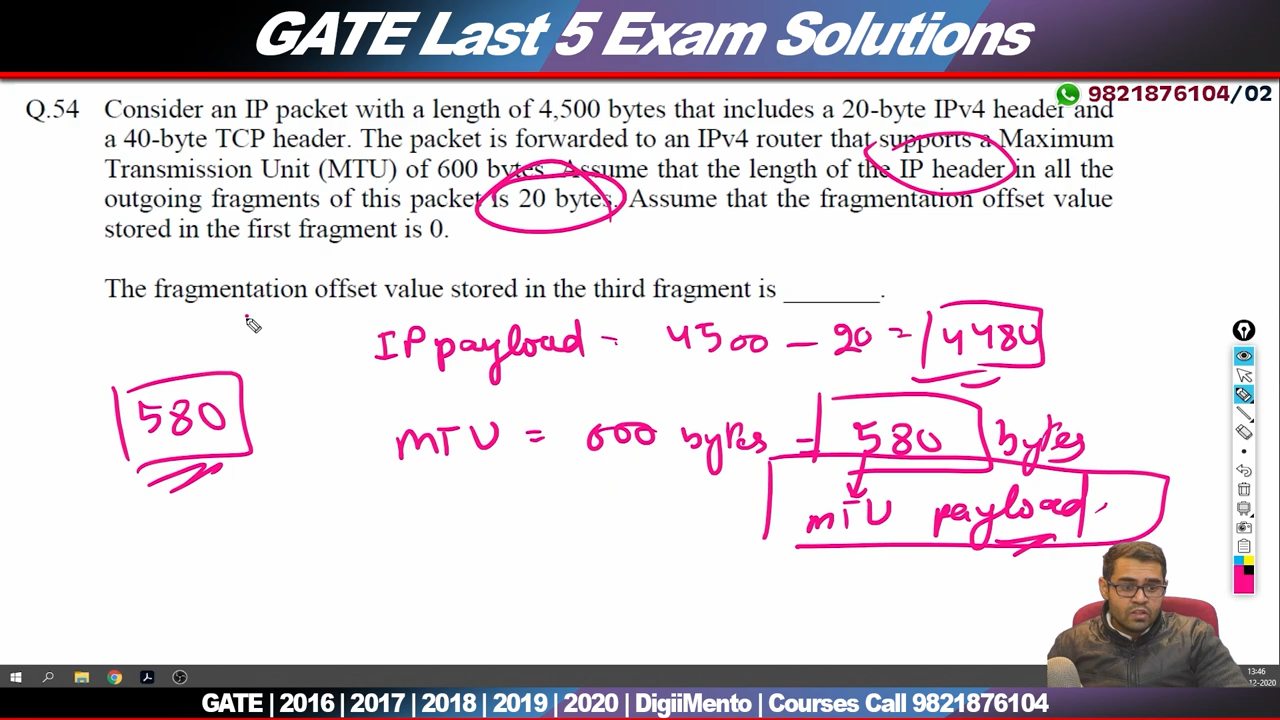 GATE Last 5 Exam Solutions
9821876104/02
Q.54 Consider an IP packet with a length of 4,500 bytes that includes a 20-byte IPv4 header and
a 40-byte TCP header. The packet is forwarded to an IPv4 router that supports a Maximum
Transmission Unit (MTU) of 600 bytes. Assume that the length of the IP header in all the
outgoing fragments of this packet is 20 bytes. Assume that the fragmentation offset value
stored in the first fragment is 0.
The fragmentation offset value stored in the third fragment is ________.
IP payload = 4500 - 20 = 4480
580
MTU = 600 bytes = 580 bytes
MTU payload.
13:46
12-2020
GATE | 2016 | 2017 | 2018 | 2019 | 2020 | DigiiMento | Courses Call 9821876104